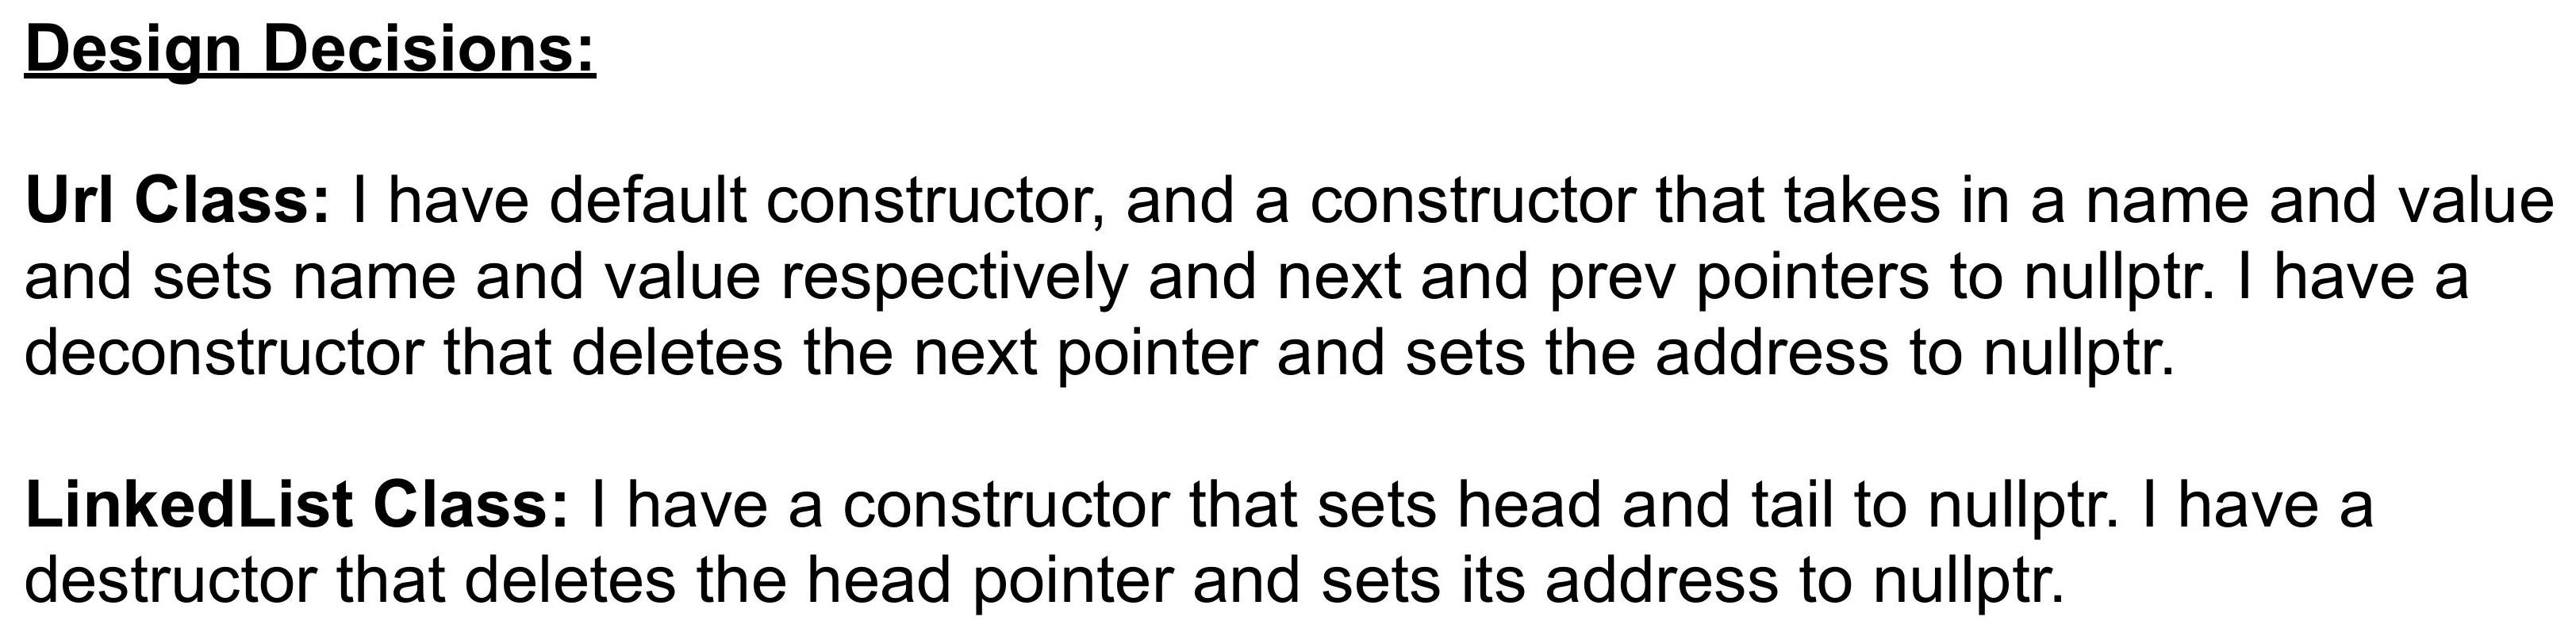 Design Decisions:
Url Class: I have default constructor, and a constructor that takes in a name and value
and sets name and value respectively and next and prev pointers to nullptr. I have a
deconstructor that deletes the next pointer and sets the address to nullptr.
LinkedList Class: I have a constructor that sets head and tail to nullptr. I have a
destructor that deletes the head pointer and sets its address to nullptr.